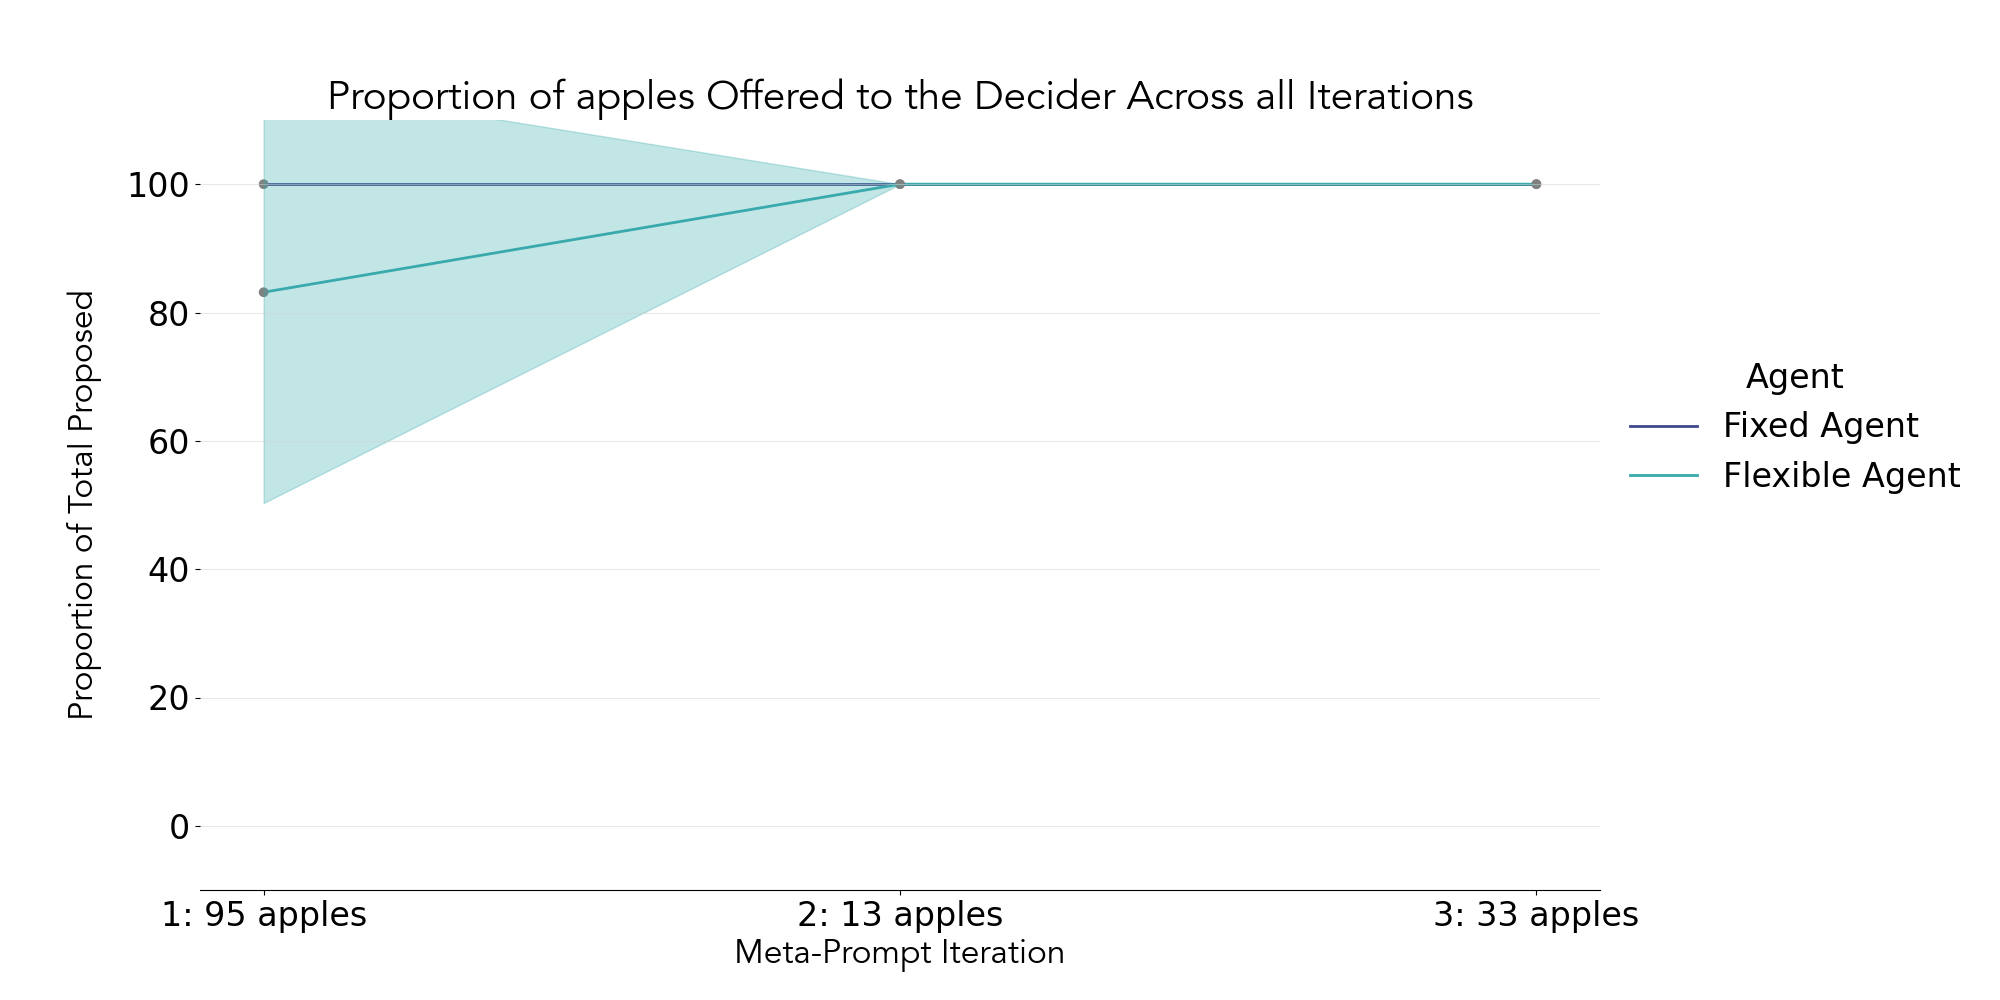 Proportion of apples Offered to the Decider Across all Iterations
Proportion of Total Proposed
100
80
60
40
20
0
1: 95 apples
2: 13 apples
3: 33 apples
Meta-Prompt Iteration
Agent
Fixed Agent
Flexible Agent